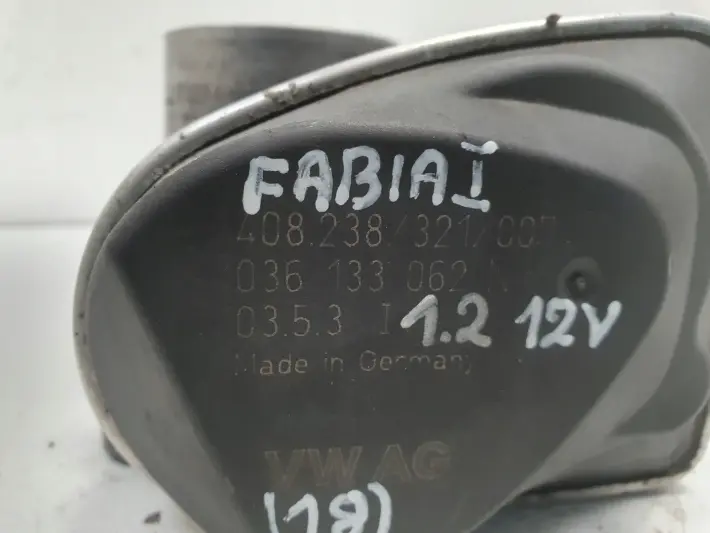 FABIA I
408.238/321/007
036 133 062
03.5.3 I 1.2 12V
Made in Germany
VW AG
(18)